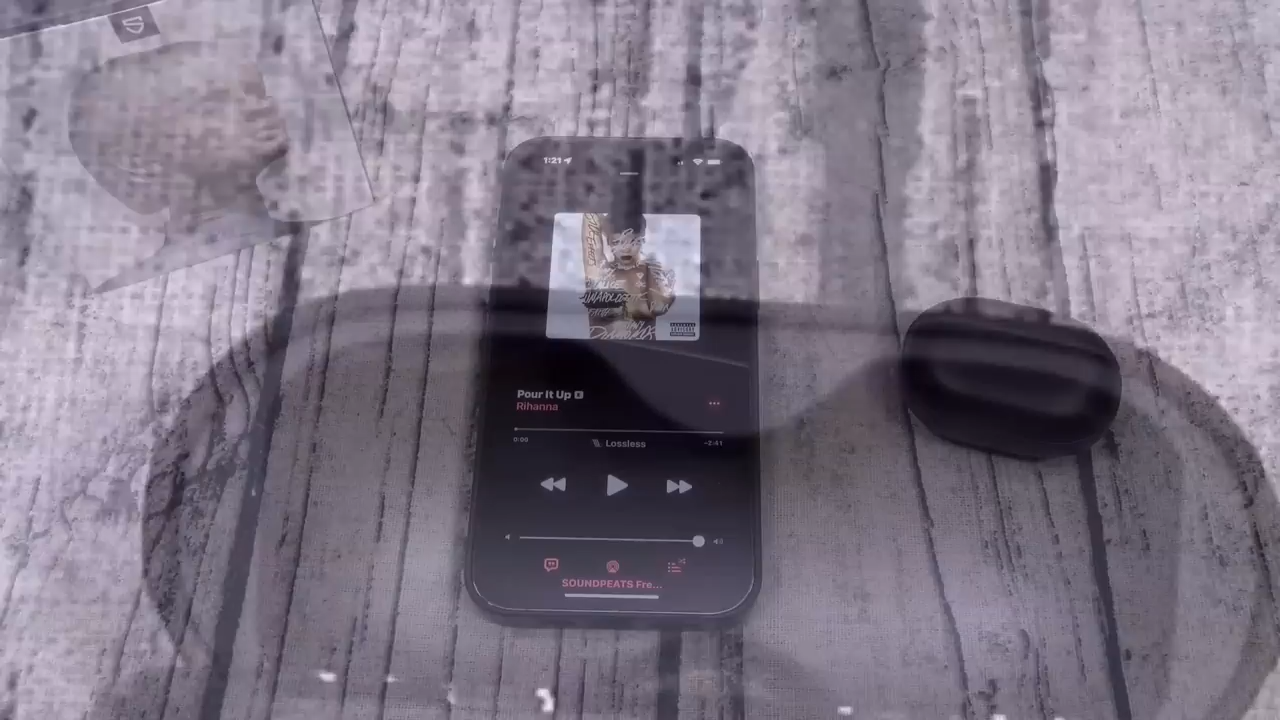 1:21
Pour It Up E
Rihanna
0:00
Lossless
-2:41
SOUNDPEATS Fre...